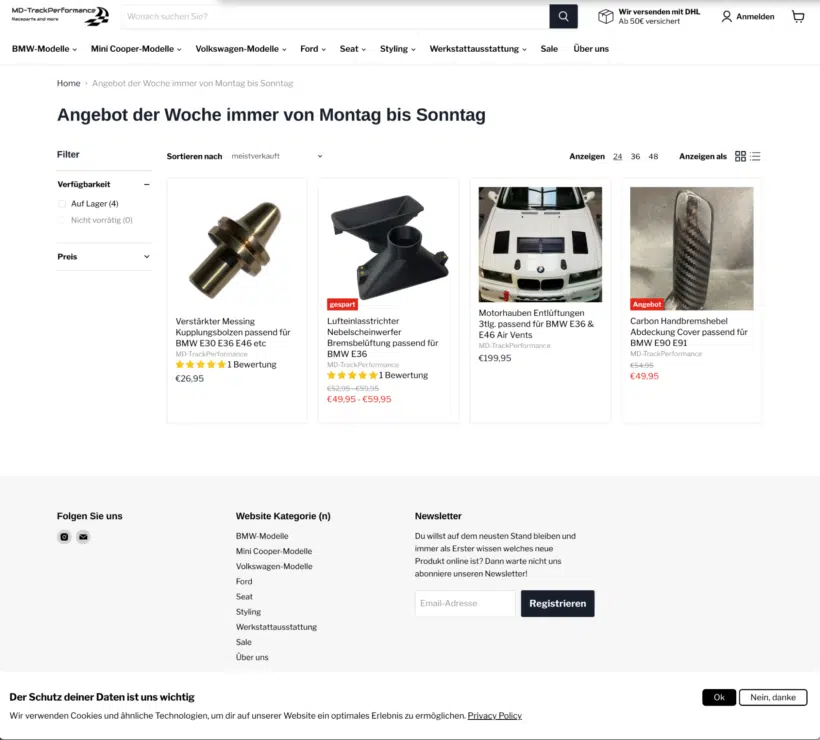 MD-TrackPerformance
Raceparts and more
Wonach suchen Sie?
Wir versenden mit DHL
Ab 50€ versichert
Anmelden
BMW-Modelle
Mini Cooper-Modelle
Volkswagen-Modelle
Ford
Seat
Styling
Werkstattausstattung
Sale
Über uns
Home › Angebot der Woche immer von Montag bis Sonntag
Angebot der Woche immer von Montag bis Sonntag
Filter
Verfügbarkeit
Auf Lager (4)
Nicht vorrätig (0)
Preis
Sortieren nach meistverkauft
Anzeigen 24 36 48
Anzeigen als
Verstärkter Messing
Kupplungsbolzen passend für
BMW E30 E36 E46 etc
MD-TrackPerformance
1 Bewertung
€26,95
gespart
Lufteinlasstrichter
Nebelscheinwerfer
Bremsbelüftung passend für
BMW E36
MD-TrackPerformance
1 Bewertung
€52,95 - €69,95
€49,95 - €59,95
Motorhauben Entlüftungen
3tlg. passend für BMW E36 &
E46 Air Vents
MD-TrackPerformance
€199,95
Angebot
Carbon Handbremshebel
Abdeckung Cover passend für
BMW E90 E91
MD-TrackPerformance
€54,95
€49,95
Folgen Sie uns
Website Kategorie (n)
BMW-Modelle
Mini Cooper-Modelle
Volkswagen-Modelle
Ford
Seat
Styling
Werkstattausstattung
Sale
Über uns
Newsletter
Du willst auf dem neusten Stand bleiben und
immer als Erster wissen welches neue
Produkt online ist? Dann warte nicht uns
abonniere unseren Newsletter!
Email-Adresse
Registrieren
Der Schutz deiner Daten ist uns wichtig
Wir verwenden Cookies und ähnliche Technologien, um dir auf unserer Website ein optimales Erlebnis zu ermöglichen. Privacy Policy
Ok
Nein, danke